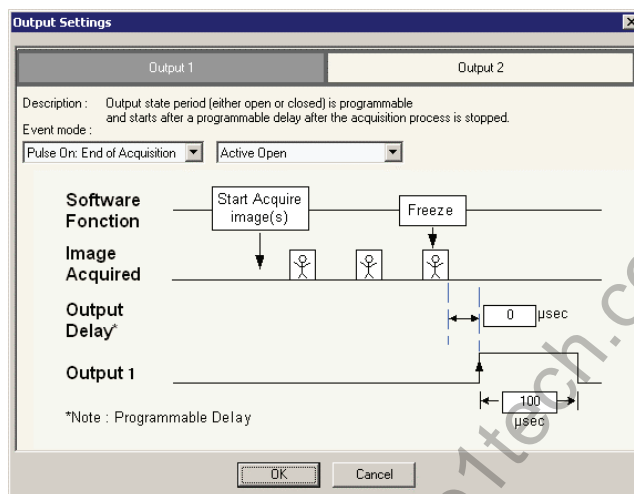 Output Settings
Output 1
Output 2
Description : Output state period (either open or closed) is programmable
and starts after a programmable delay after the acquisition process is stopped.
Event mode :
Pulse On: End of Acquisition
Active Open
Software
Fonction
Start Acquire
image(s)
Freeze
Image
Acquired
Output
Delay*
0 µsec
Output 1
100
µsec
*Note : Programmable Delay
OK
Cancel